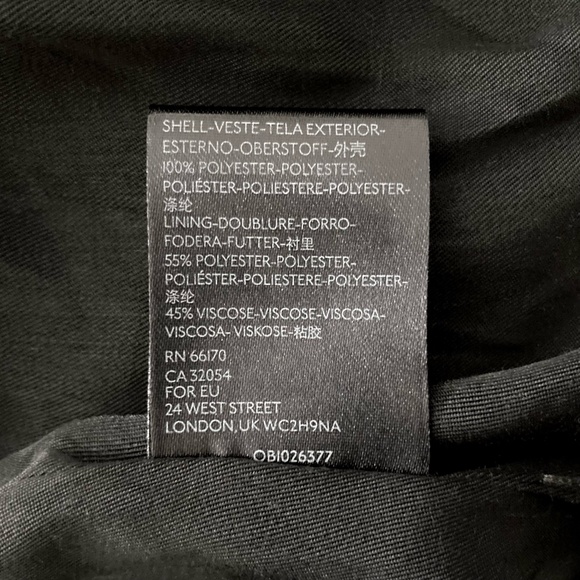 SHELL-VESTE-TELA EXTERIOR-
ESTERNO-OBERSTOFF-外壳
100% POLYESTER-POLYESTER-
POLIÉSTER-POLIESTERE-POLYESTER-
涤纶
LINING-DOUBLURE-FORRO-
FODERA-FUTTER-衬里
55% POLYESTER-POLYESTER-
POLIÉSTER-POLIESTERE-POLYESTER-
涤纶
45% VISCOSE-VISCOSE-VISCOSA-
VISCOSA- VISKOSE-粘胶
RN 66170
CA 32054
FOR EU
24 WEST STREET
LONDON, UK WC2H9NA
OB1026377